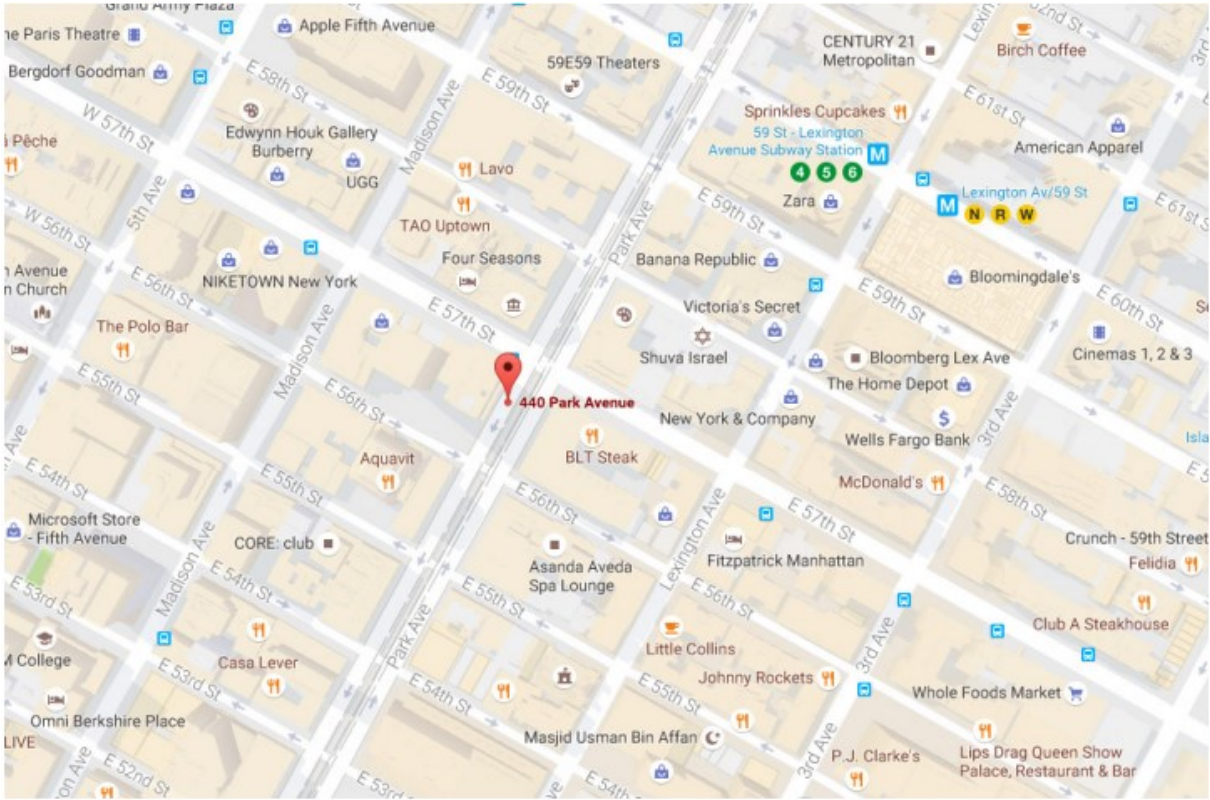 Grand Army Plaza
Apple Fifth Avenue
he Paris Theatre
Bergdorf Goodman
E 58th St
W 57th St
Edwynn Houk Gallery
Burberry
UGG
Madison Ave
59E59 Theaters
E 59th St
Lavo
TAO Uptown
Four Seasons
Park Ave
CENTURY 21
Metropolitan
Birch Coffee
Sprinkles Cupcakes
59 St - Lexington
Avenue Subway Station
M
4 5 6
Zara
E 61st St
American Apparel
3rd
M
Lexington Av/59 St
N R W
E 61st S
E 59th St
Banana Republic
Bloomingdale's
E 60th St
Victoria's Secret
E 59th St
Shuva Israel
Bloomberg Lex Ave
The Home Depot
Cinemas 1, 2 & 3
New York & Company
Wells Fargo Bank
3rd Ave
McDonald's
E 58th St
Crunch - 59th Street
Felidia
Pêche
5th Ave
W 56th St
NIKETOWN New York
E 57th St
E 56th St
n Avenue
n Church
The Polo Bar
Madison Ave
E 56th St
E 55th St
440 Park Avenue
BLT Steak
Aquavit
E 54th St
E 55th St
E 56th St
Microsoft Store
- Fifth Avenue
CORE: club
Asanda Aveda
Spa Lounge
Lexington Ave
Fitzpatrick Manhattan
E 57th St
E 53rd St
Madison Ave
E 54th St
E 55th St
E 56th St
Park Ave
Little Collins
3rd Ave
Club A Steakhouse
M College
Casa Lever
E 53rd St
E 54th St
E 55th St
Johnny Rockets
Whole Foods Market
Omni Berkshire Place
LIVE
E 52nd St
Masjid Usman Bin Affan
3rd Ave
P.J. Clarke's
Lips Drag Queen Show
Palace, Restaurant & Bar
E 53rd
E 54th St